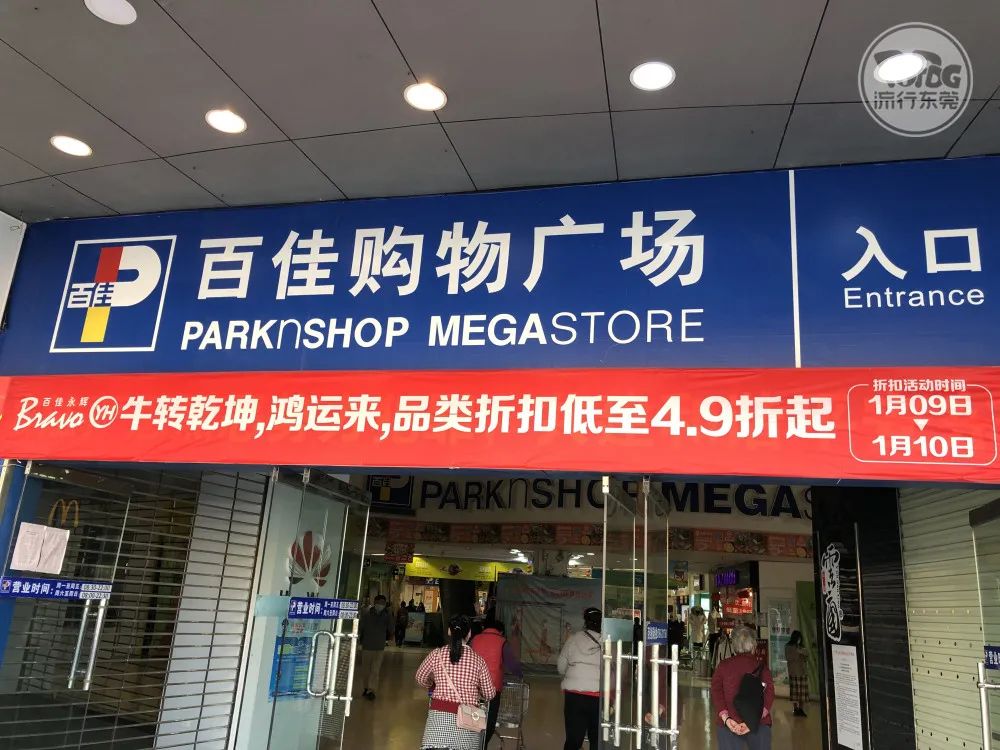 流行东莞
百佳
百佳购物广场
PARKnSHOP MEGASTORE
入口
Entrance
百佳永辉
Bravo YH
牛转乾坤,鸿运来,品类折扣低至4.9折起
折扣活动时间
1月09日
1月10日
百佳
PARKnSHOP MEGAS
营业时间:
营业时间: